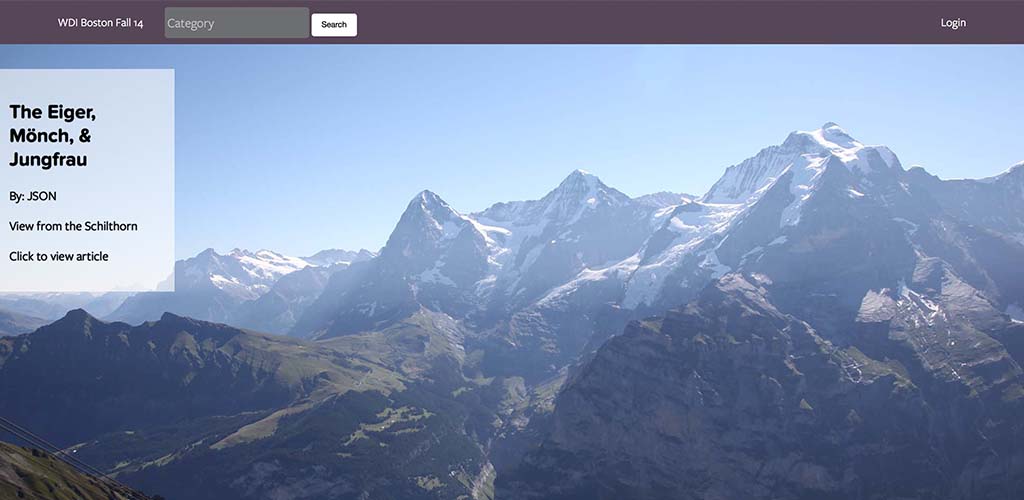 WDI Boston Fall 14
Category
Search
Login
The Eiger,
Mönch, &
Jungfrau
By: JSON
View from the Schilthorn
Click to view article